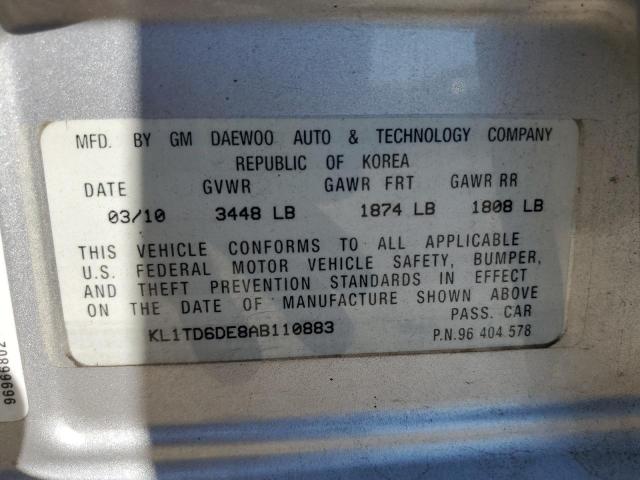 MFD. BY GM DAEWOO AUTO & TECHNOLOGY COMPANY
REPUBLIC OF KOREA
DATE GVWR GAWR FRT GAWR RR
03/10 3448 LB 1874 LB 1808 LB
THIS VEHICLE CONFORMS TO ALL APPLICABLE
U.S. FEDERAL MOTOR VEHICLE SAFETY, BUMPER,
AND THEFT PREVENTION STANDARDS IN EFFECT
ON THE DATE OF MANUFACTURE SHOWN ABOVE
PASS. CAR
KL1TD6DE8AB110883 P.N.96 404 578
96966802